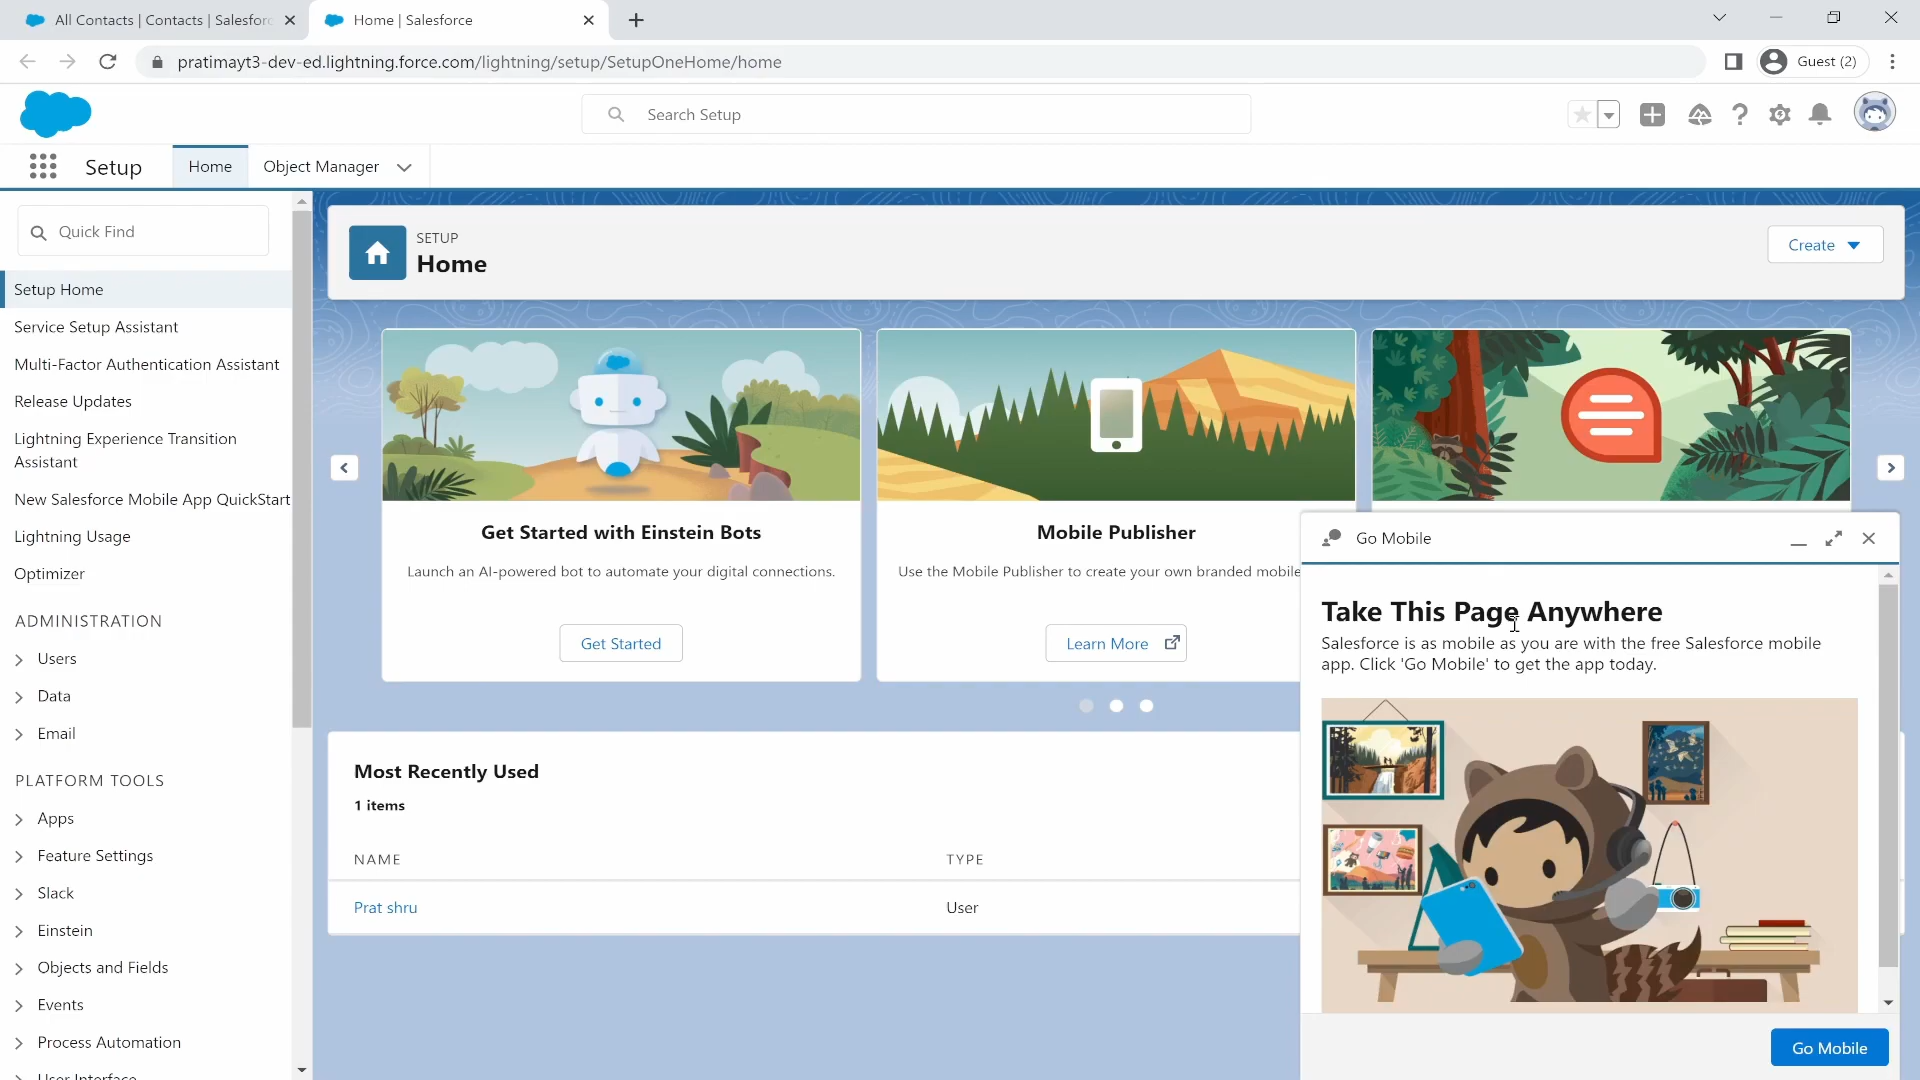 All Contacts | Contacts | Salesforc
Home | Salesforce
pratimayt3-dev-ed.lightning.force.com/lightning/setup/SetupOneHome/home
Guest (2)
Search Setup
Setup
Home
Object Manager
Quick Find
Setup Home
Service Setup Assistant
Multi-Factor Authentication Assistant
Release Updates
Lightning Experience Transition
Assistant
New Salesforce Mobile App QuickStart
Lightning Usage
Optimizer
ADMINISTRATION
Users
Data
Email
PLATFORM TOOLS
Apps
Feature Settings
Slack
Einstein
Objects and Fields
Events
Process Automation
User Interface
SETUP
Home
Create
Get Started with Einstein Bots
Launch an AI-powered bot to automate your digital connections.
Get Started
Mobile Publisher
Use the Mobile Publisher to create your own branded mobile
Learn More
Most Recently Used
1 items
NAME
TYPE
Prat shru
User
Go Mobile
Take This Page Anywhere
Salesforce is as mobile as you are with the free Salesforce mobile
app. Click 'Go Mobile' to get the app today.
Go Mobile